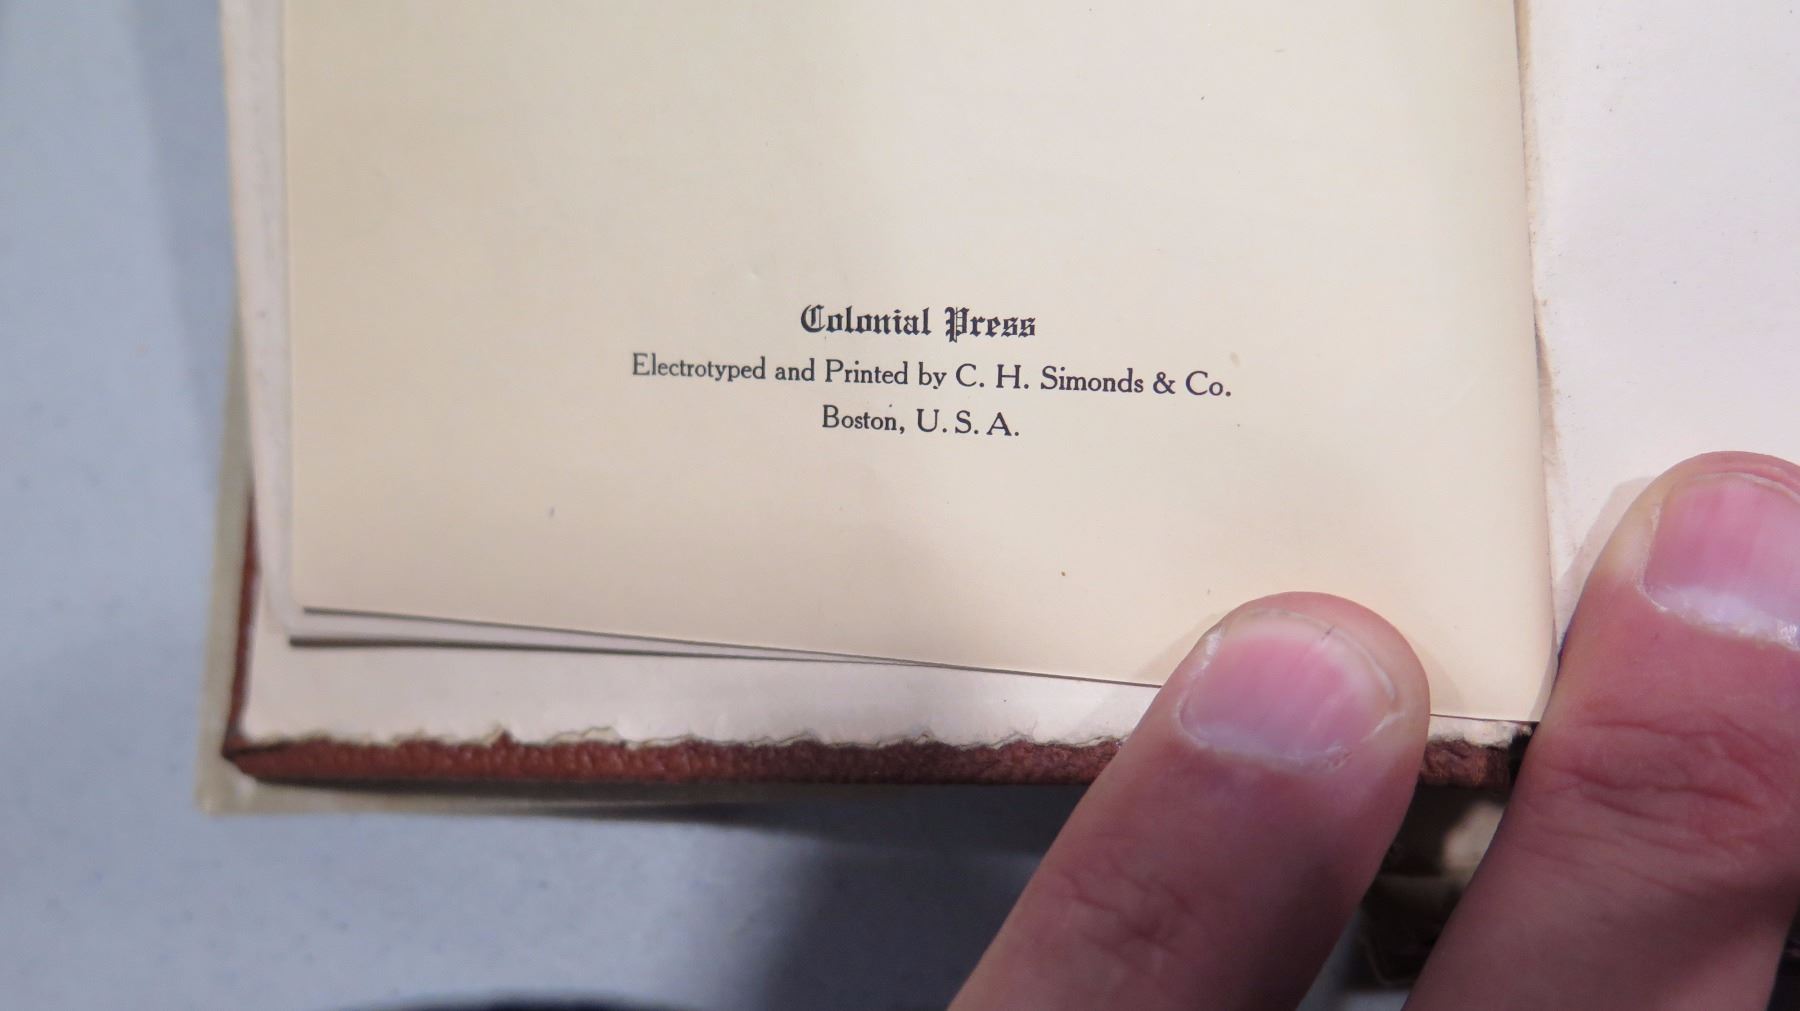 Colonial Press
Electrotyped and Printed by C. H. Simonds & Co.
Boston, U. S. A.